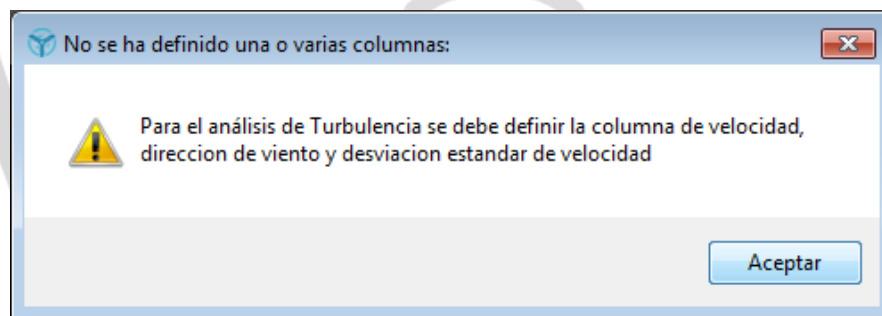 No se ha definido una o varias columnas:
Para el análisis de Turbulencia se debe definir la columna de velocidad,
direccion de viento y desviacion estandar de velocidad
Aceptar